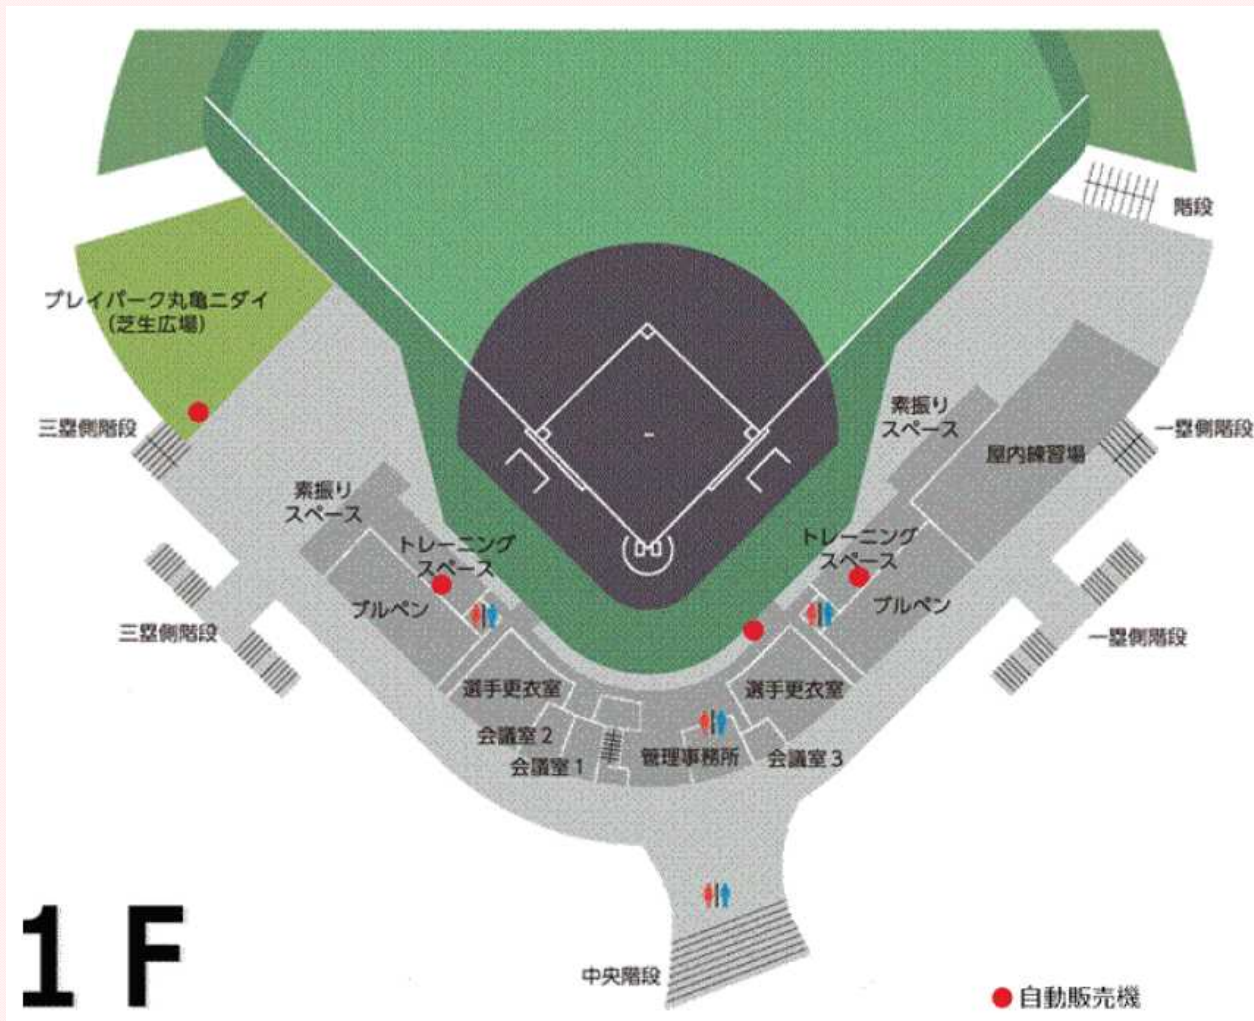 階段
プレイパーク丸亀ニダイ
(芝生広場)
三塁側階段
素振り
スペース
一塁側階段
屋内練習場
素振り
スペース
トレーニング
スペース
トレーニング
スペース
ブルペン
ブルペン
三塁側階段
一塁側階段
選手更衣室
選手更衣室
会議室2
会議室1
管理事務所
会議室3
1F
中央階段
自動販売機